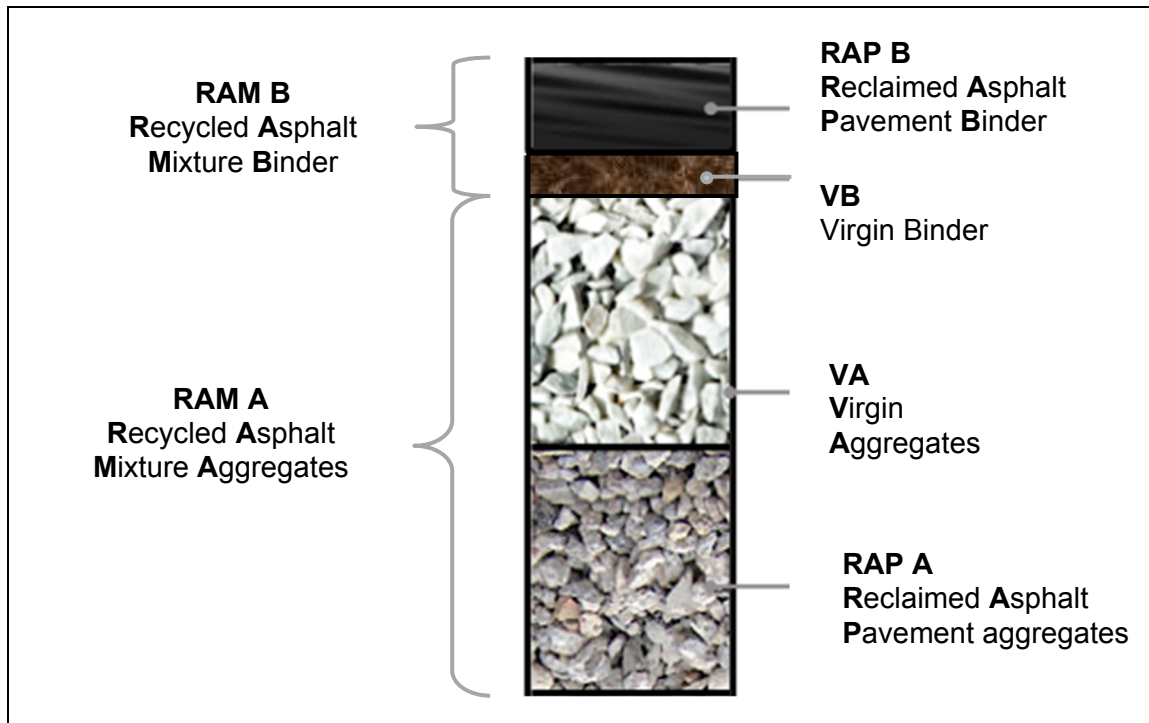 RAM B
Recycled Asphalt
Mixture Binder
RAM A
Recycled Asphalt
Mixture Aggregates
RAP B
Reclaimed Asphalt
Pavement Binder
VB
Virgin Binder
VA
Virgin
Aggregates
RAP A
Reclaimed Asphalt
Pavement aggregates